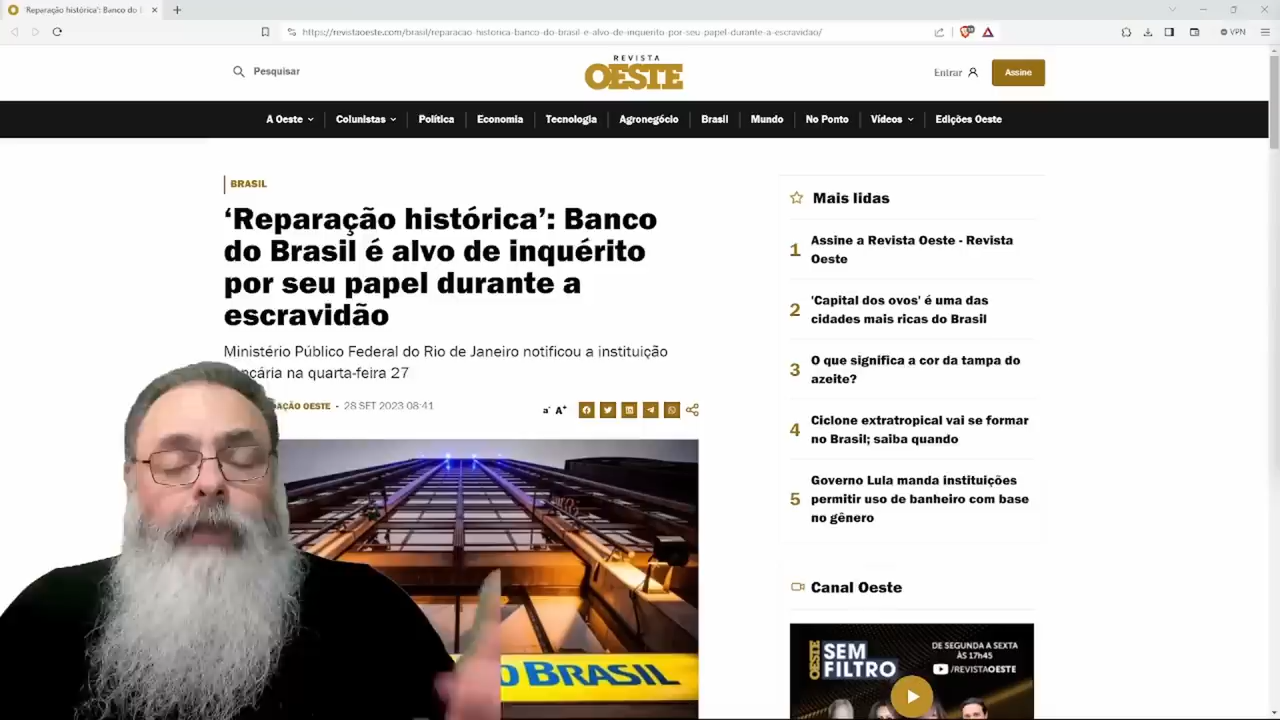 'Reparação histórica': Banco do B
https://revistaoeste.com/brasil/reparacao-historica-banco-do-brasil-e-alvo-de-inquerito-por-seu-papel-durante-a-escravidao/
VPN
Pesquisar
REVISTA
OESTE
Entrar
Assine
A Oeste
Colunistas
Política
Economia
Tecnologia
Agronegócio
Brasil
Mundo
No Ponto
Vídeos
Edições Oeste
BRASIL
‘Reparação histórica’: Banco
do Brasil é alvo de inquérito
por seu papel durante a
escravidão
Ministério Público Federal do Rio de Janeiro notificou a instituição
ncária na quarta-feira 27
AÇÃO OESTE - 28 SET 2023 08:41
a- A+
O BRASIL
Mais lidas
1 Assine a Revista Oeste - Revista
Oeste
2 'Capital dos ovos' é uma das
cidades mais ricas do Brasil
3 O que significa a cor da tampa do
azeite?
4 Ciclone extratropical vai se formar
no Brasil; saiba quando
5 Governo Lula manda instituições
permitir uso de banheiro com base
no gênero
Canal Oeste
OESTE
SEM
FILTRO
DE SEGUNDA A SEXTA
ÀS 17h45
/REVISTAOESTE